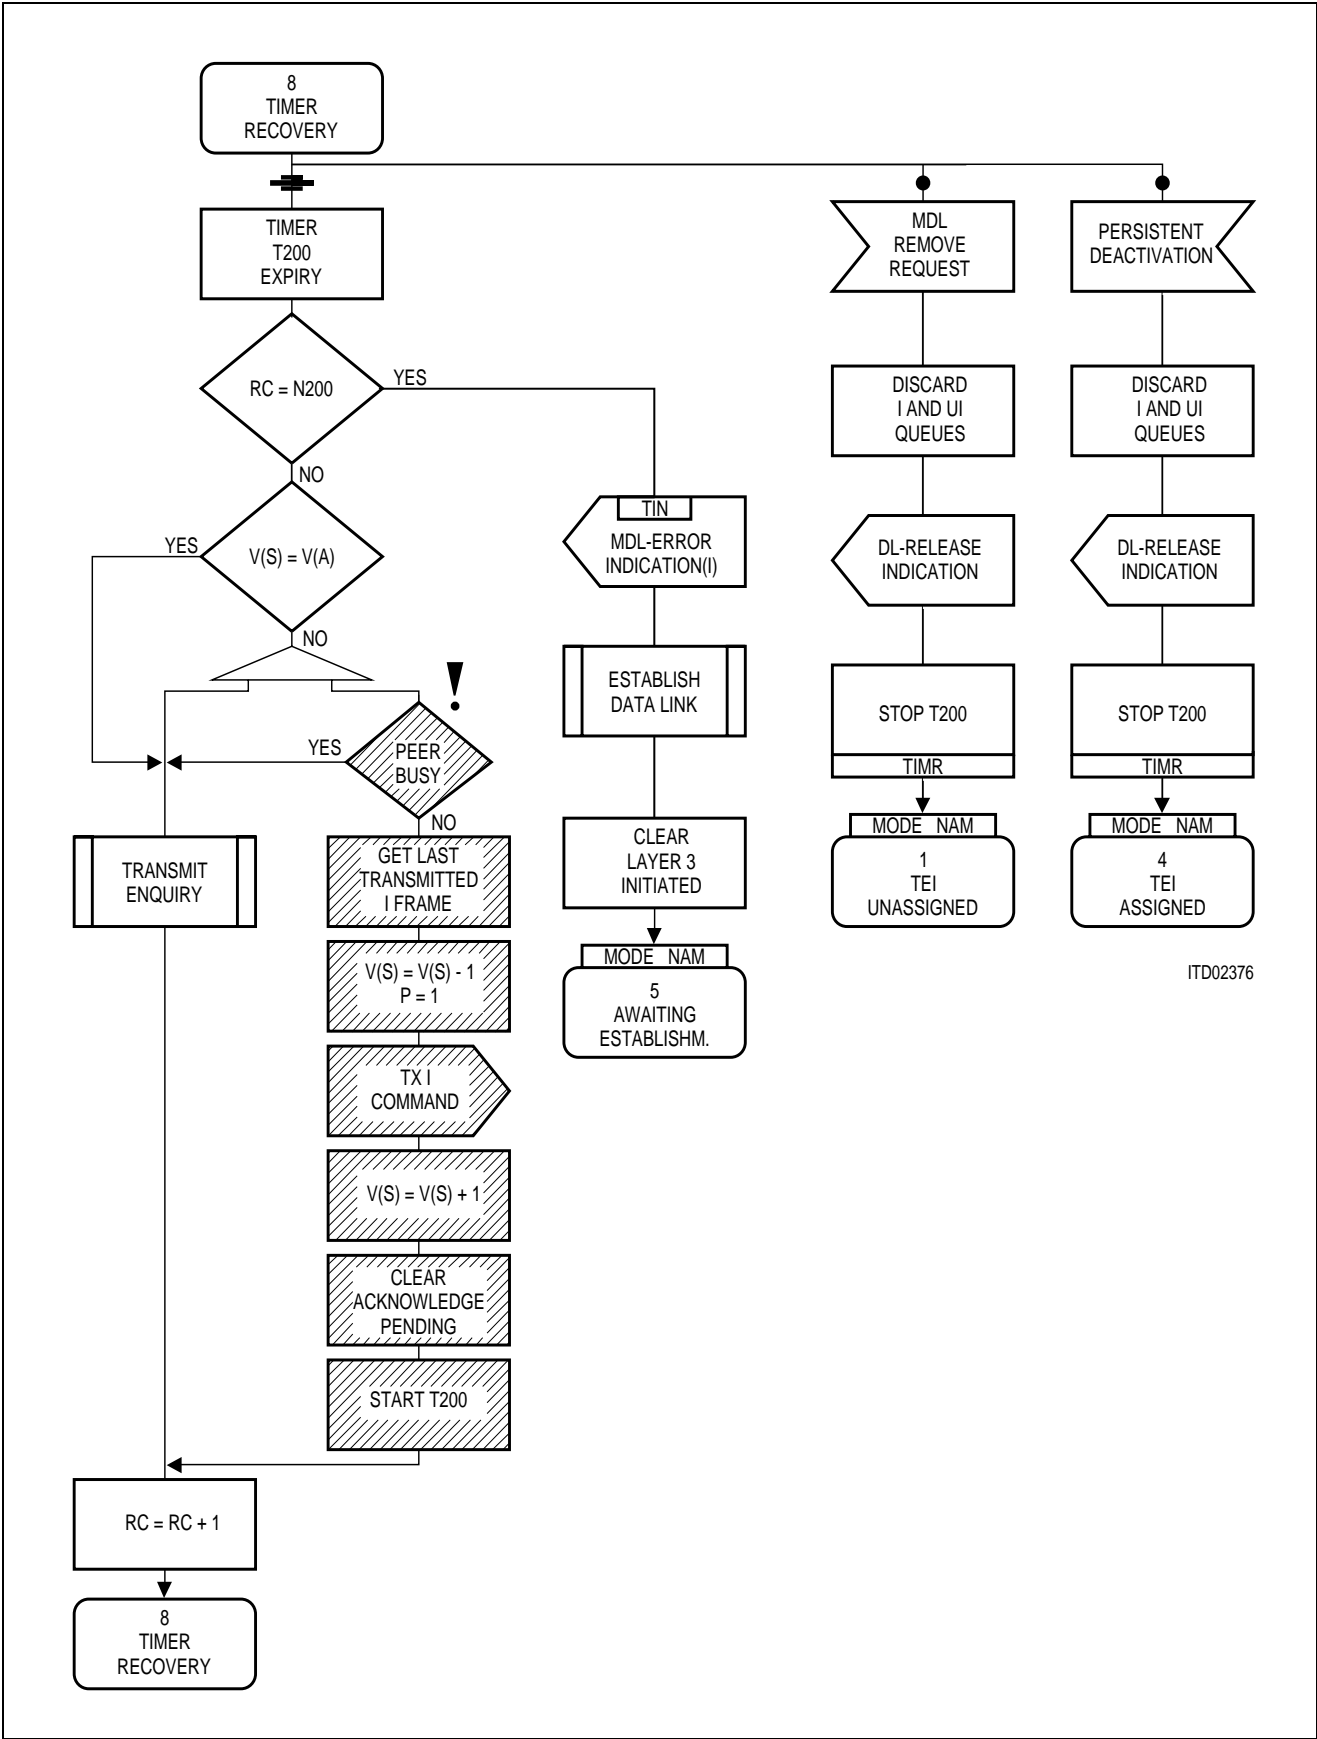 8
TIMER
RECOVERY
TIMER
T200
EXPIRY
RC = N200
YES
NO
V(S) = V(A)
YES
NO
!
PEER
BUSY
YES
NO
TRANSMIT
ENQUIRY
GET LAST
TRANSMITTED
I FRAME
V(S) = V(S) - 1
P = 1
TX I
COMMAND
V(S) = V(S) + 1
CLEAR
ACKNOWLEDGE
PENDING
START T200
RC = RC + 1
8
TIMER
RECOVERY
TIN
MDL-ERROR
INDICATION(I)
ESTABLISH
DATA LINK
CLEAR
LAYER 3
INITIATED
MODE NAM
5
AWAITING
ESTABLISHM.
MDL
REMOVE
REQUEST
DISCARD
I AND UI
QUEUES
DL-RELEASE
INDICATION
STOP T200
TIMR
MODE NAM
1
TEI
UNASSIGNED
PERSISTENT
DEACTIVATION
DISCARD
I AND UI
QUEUES
DL-RELEASE
INDICATION
STOP T200
TIMR
MODE NAM
4
TEI
ASSIGNED
ITD02376